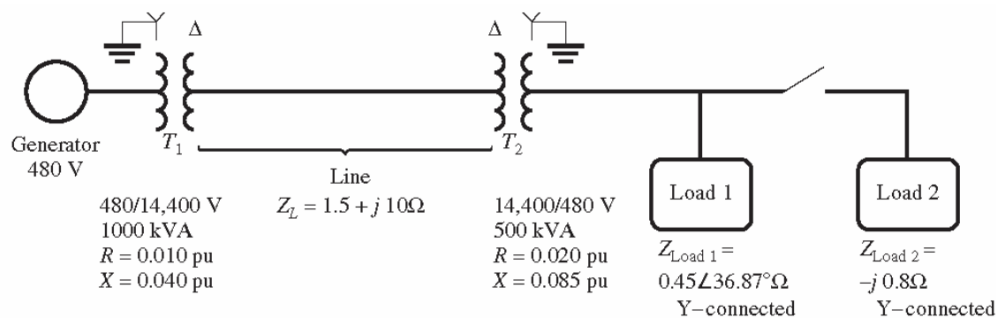 Δ
Δ
T1
T2
Generator
480 V
Line
ZL = 1.5 + j 10Ω
480/14,400 V
1000 kVA
R = 0.010 pu
X = 0.040 pu
14,400/480 V
500 kVA
R = 0.020 pu
X = 0.085 pu
Load 1
ZLoad 1 =
0.45∠36.87°Ω
Y–connected
Load 2
ZLoad 2 =
–j 0.8Ω
Y–connected